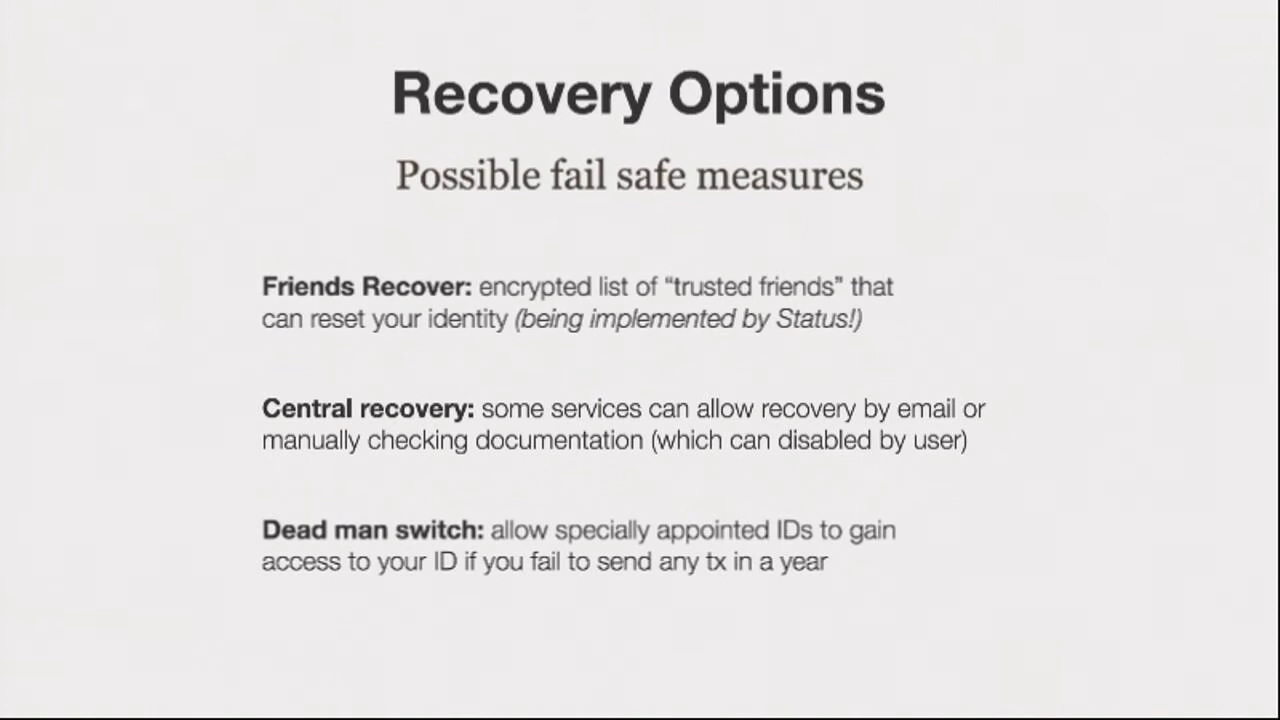 Recovery Options
Possible fail safe measures
Friends Recover: encrypted list of “trusted friends” that
can reset your identity (being implemented by Status!)
Central recovery: some services can allow recovery by email or
manually checking documentation (which can disabled by user)
Dead man switch: allow specially appointed IDs to gain
access to your ID if you fail to send any tx in a year